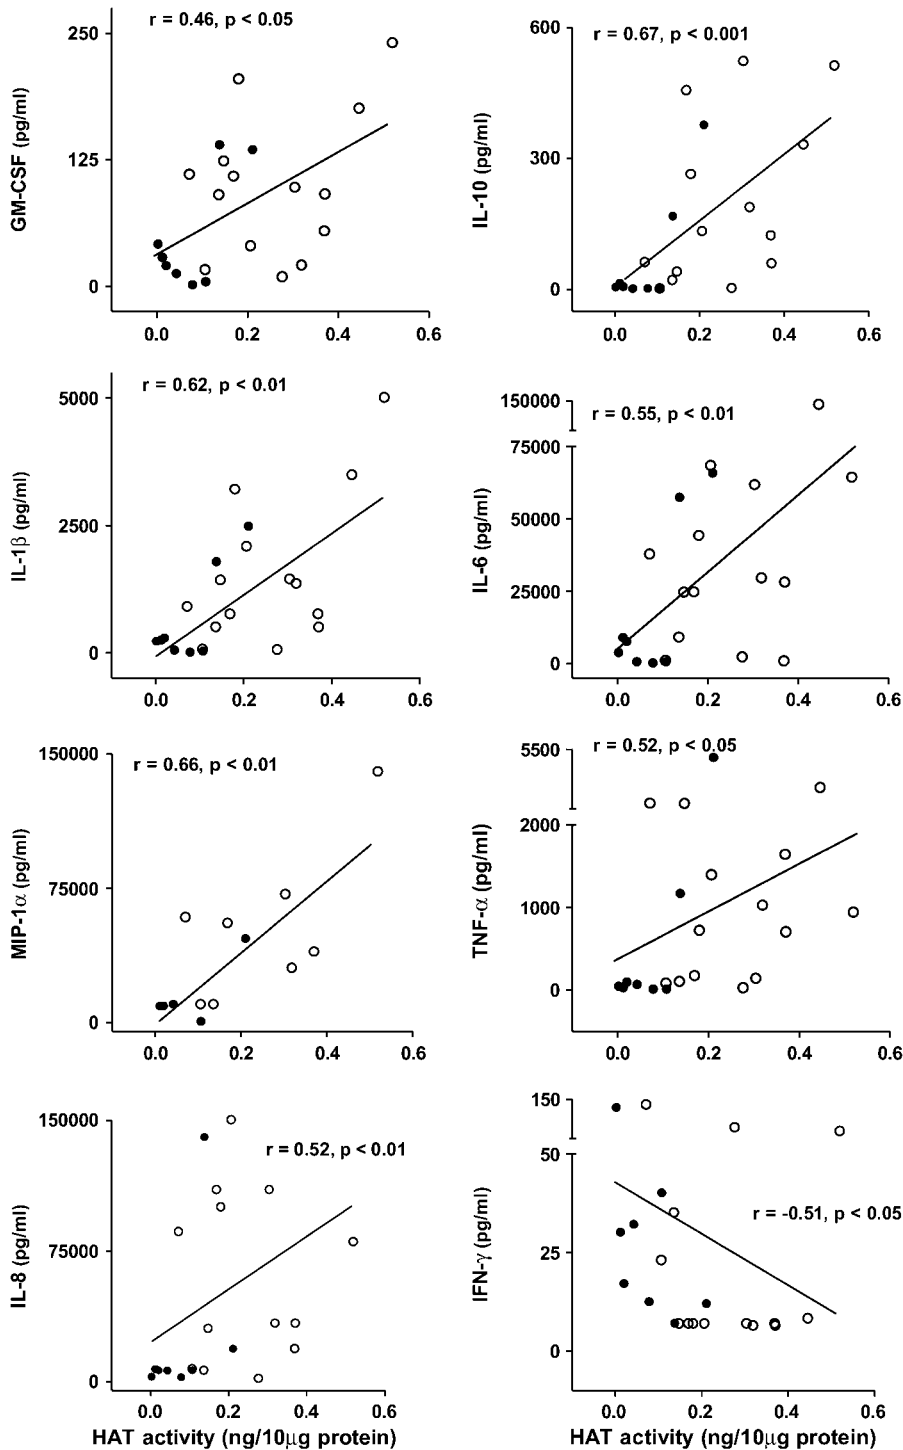 r = 0.46, p < 0.05
250
125
0
GM-CSF (pg/ml)
0.0 0.2 0.4 0.6
r = 0.67, p < 0.001
600
300
0
IL-10 (pg/ml)
0.0 0.2 0.4 0.6
r = 0.62, p < 0.01
5000
2500
0
IL-1β (pg/ml)
0.0 0.2 0.4 0.6
r = 0.55, p < 0.01
150000
75000
50000
25000
0
IL-6 (pg/ml)
0.0 0.2 0.4 0.6
r = 0.66, p < 0.01
150000
75000
0
MIP-1α (pg/ml)
0.0 0.2 0.4 0.6
r = 0.52, p < 0.05
5500
2000
1000
0
TNF-α (pg/ml)
0.0 0.2 0.4 0.6
r = 0.52, p < 0.01
150000
75000
0
IL-8 (pg/ml)
0.0 0.2 0.4 0.6
HAT activity (ng/10μg protein)
r = -0.51, p < 0.05
150
50
25
0
IFN-γ (pg/ml)
0.0 0.2 0.4 0.6
HAT activity (ng/10μg protein)